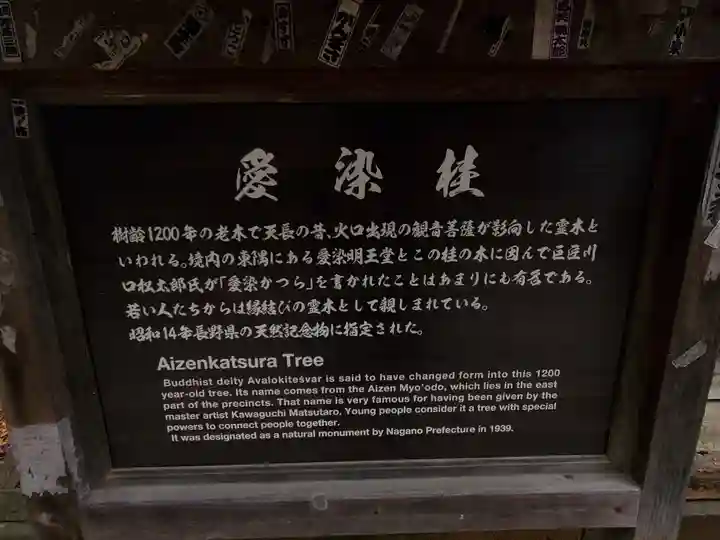 愛染桂
樹齢1200年の老木で天長の昔、火口出現の観音菩薩が影向した霊木と
いわれる。境内の東隅にある愛染明王堂とこの桂の木に因んで巨匠川
口松太郎氏が「愛染かつら」を書かれたことはあまりにも有名である。
若い人たちからは縁結びの霊木として親しまれている。
昭和14年長野県の天然記念物に指定された。
Aizenkatsura Tree
Buddhist deity Avalokiteśvar is said to have changed form into this 1200
year-old tree. Its name comes from the Aizen Myo'odo, which lies in the east
part of the precincts. That name is very famous for having been given by the
master artist Kawaguchi Matsutaro. Young people consider it a tree with special
powers to connect people together.
It was designated as a natural monument by Nagano Prefecture in 1939.